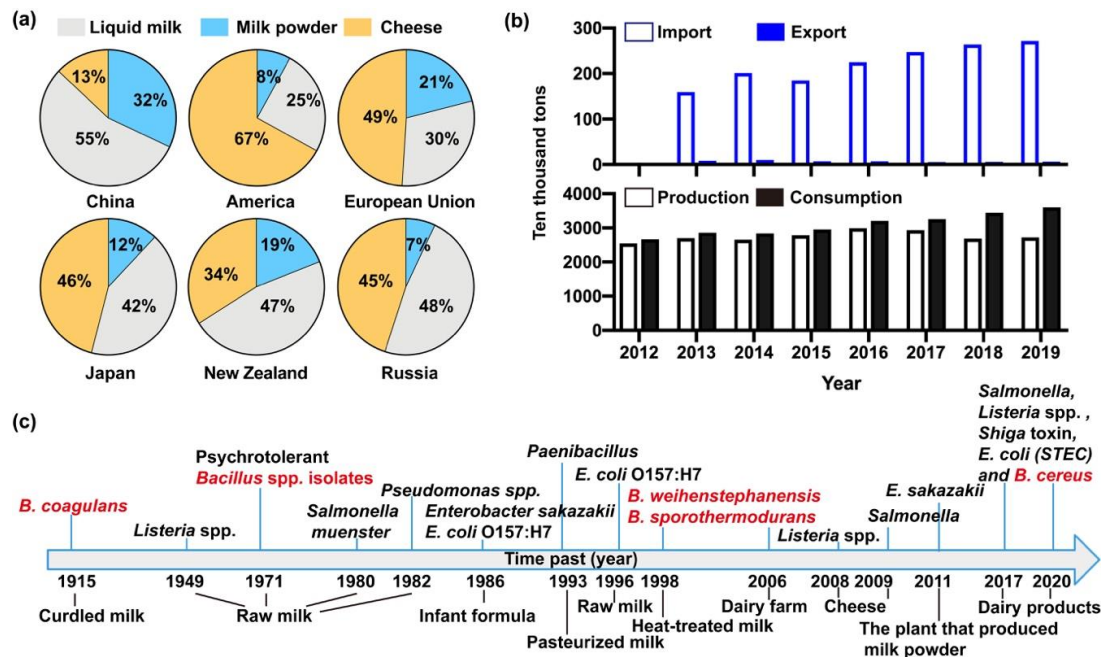 (a)
Liquid milk
Milk powder
Cheese
13%
32%
55%
China
8%
25%
67%
America
21%
49%
30%
European Union
12%
46%
42%
Japan
19%
34%
47%
New Zealand
7%
45%
48%
Russia
(b)
Import
Export
300
200
100
0
Ten thousand tons
Production
Consumption
4000
3000
2000
1000
0
2012 2013 2014 2015 2016 2017 2018 2019
Year
(c)
B. coagulans
Listeria spp.
Psychrotolerant
Bacillus spp. isolates
Salmonella
muenster
Pseudomonas spp.
Enterobacter sakazakii
E. coli O157:H7
Paenibacillus
E. coli O157:H7
B. weihenstephanensis
B. sporothermodurans
Listeria spp.
Salmonella
E. sakazakii
Salmonella,
Listeria spp. ,
Shiga toxin,
E. coli (STEC)
and B. cereus
Time past (year)
1915 1949 1971 1980 1982 1986 1993 1996 1998 2006 2008 2009 2011 2017 2020
Curdled milk
Raw milk
Infant formula
Pasteurized milk
Raw milk
Heat-treated milk
Dairy farm
Cheese
The plant that produced
milk powder
Dairy products